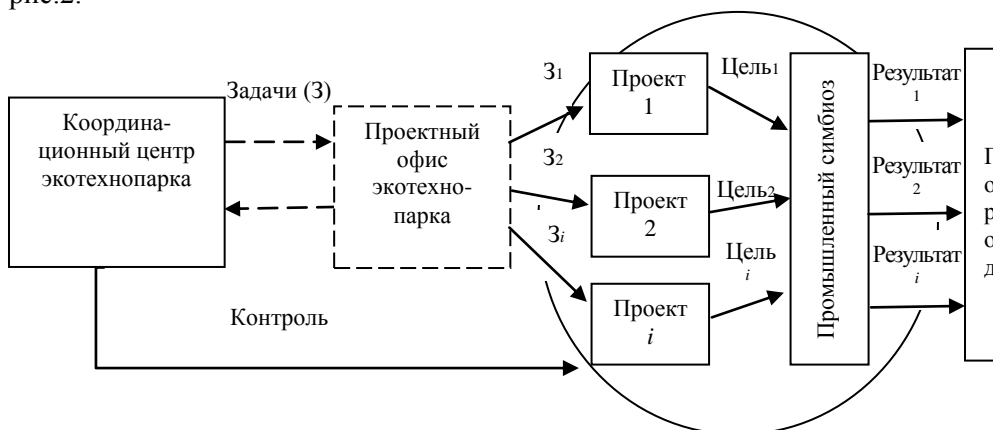 рис.2.
Задачи (З)
Координа-
ционный центр
экотехнопарка
Проектный
офис
экотехно-
парка
З1
З2
Зi
Проект
1
Проект
2
Проект
i
Цель1
Цель2
Цель
i
Промышленный симбиоз
Результат
1
Результат
2
Результат
i
Контроль